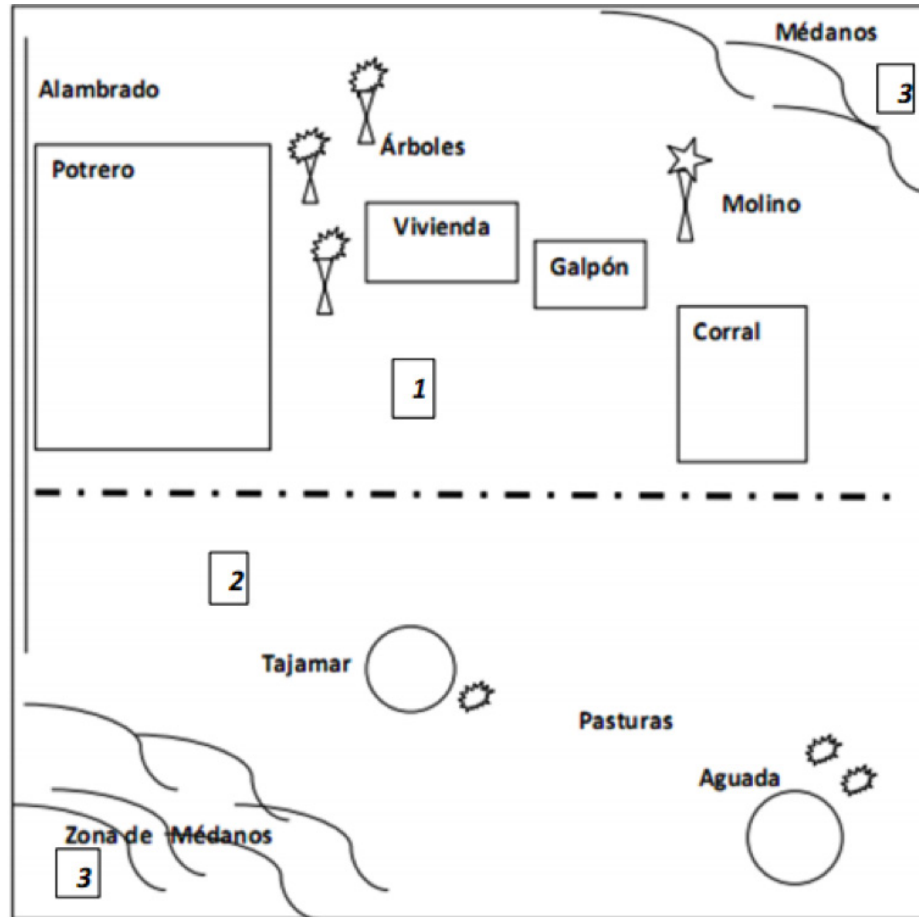 Médanos
3
Alambrado
Árboles
Potrero
Molino
Vivienda
Galpón
Corral
1
2
Tajamar
Pasturas
Aguada
Zona de Médanos
3